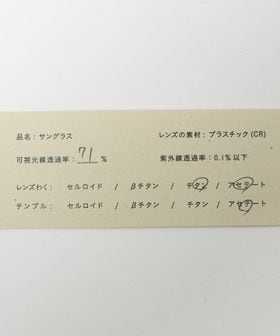 品名：サングラス　レンズの素材：プラスチック(CR)
可視光線透過率：71％　紫外線透過率：0.1％以下
レンズわく：　セルロイド　/　βチタン　/　チタン　/　アセテート
テンプル：　セルロイド　/　βチタン　/　チタン　/　アセテート